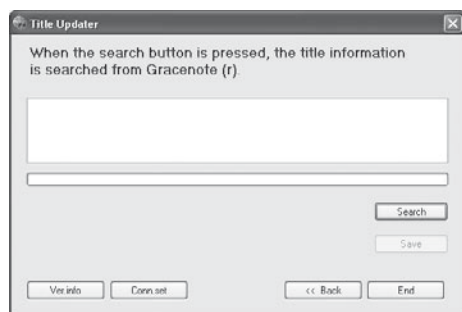 Title Updater
When the search button is pressed, the title information
is searched from Gracenote (r).
Search
Save
Ver.info
Conn.set
<< Back
End